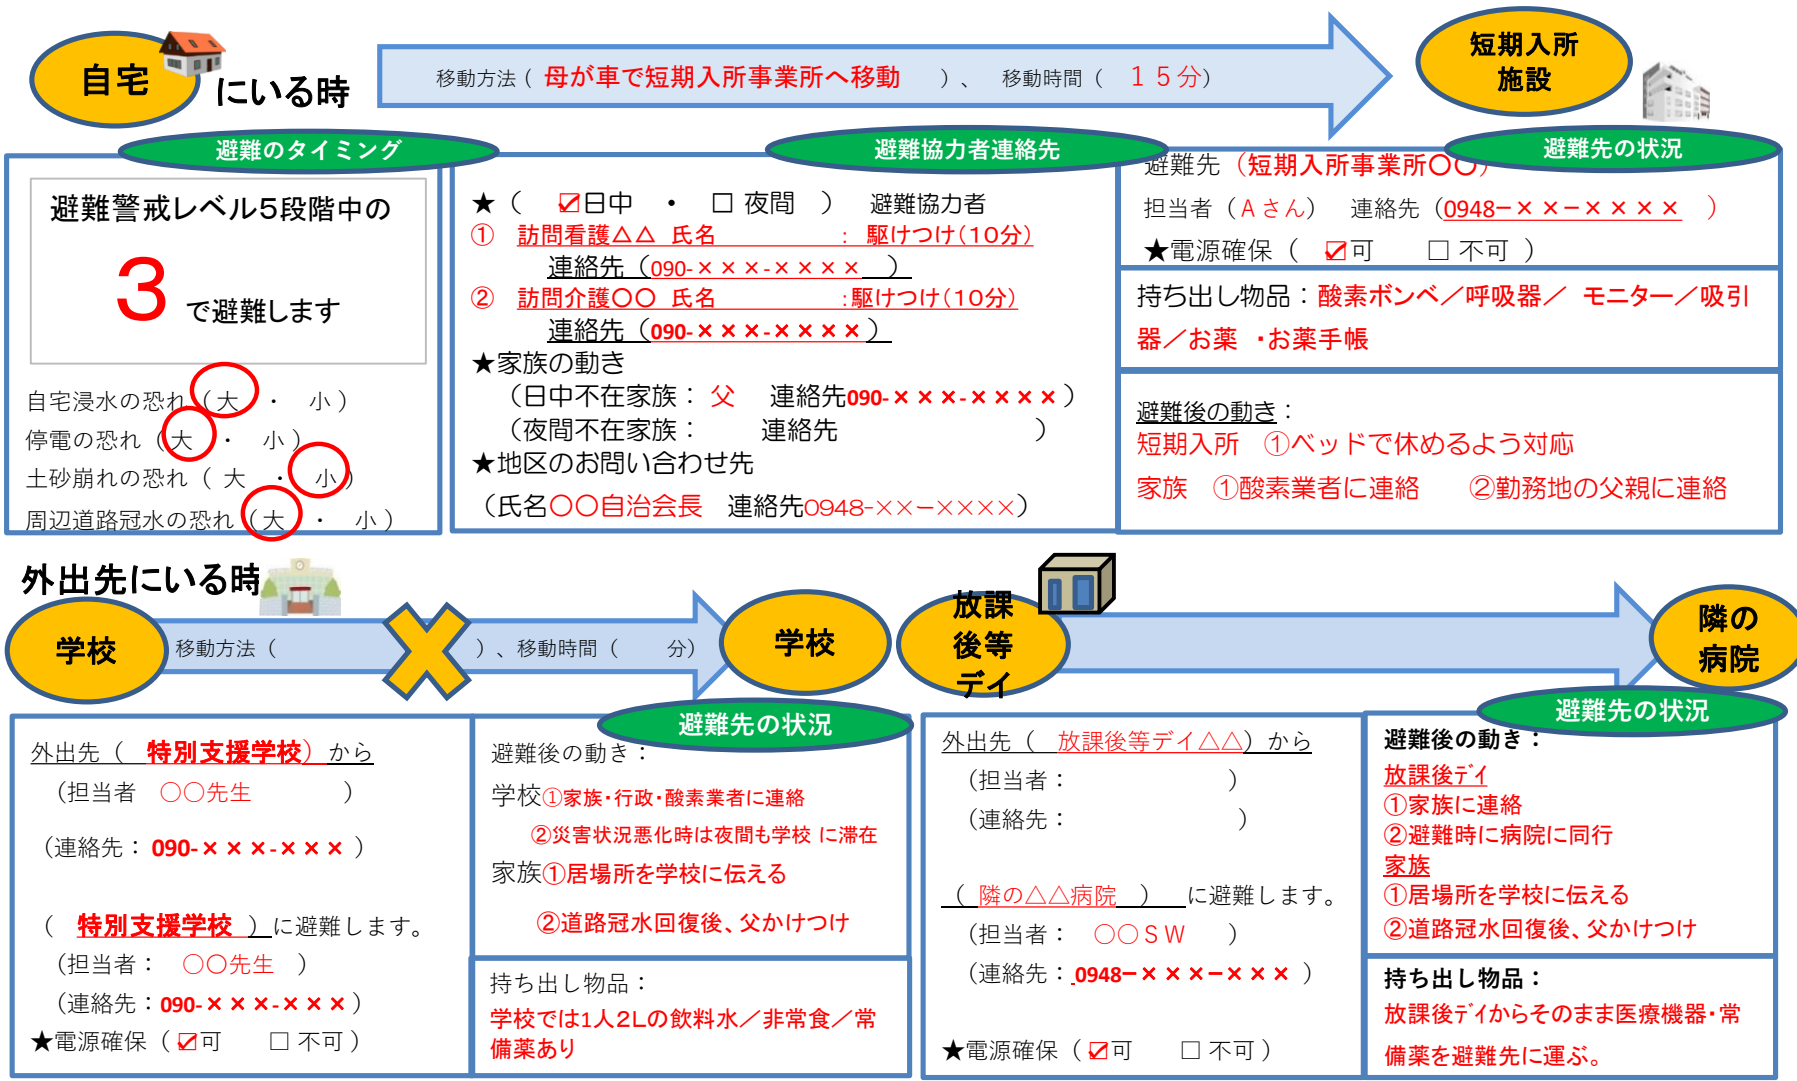 自宅
にいる時
移動方法（ 母が車で短期入所事業所へ移動 ）、 移動時間（ １５分）
短期入所
施設
避難のタイミング
避難警戒レベル5段階中の
3 で避難します
自宅浸水の恐れ（大 ・ 小）
停電の恐れ（大 ・ 小）
土砂崩れの恐れ（ 大 ・ 小）
周辺道路冠水の恐れ（大 ・ 小）
避難協力者連絡先
★（ ☑日中 ・ □ 夜間 ） 避難協力者
① 訪問看護△△ 氏名 ： 駆けつけ（10分）
連絡先（090-×××-×××× ）
② 訪問介護〇〇 氏名 ：駆けつけ（10分）
連絡先（090-×××-××××）
★家族の動き
（日中不在家族： 父 連絡先090-×××-××××）
（夜間不在家族： 連絡先 ）
★地区のお問い合わせ先
（氏名〇〇自治会長 連絡先0948-××－××××）
避難先の状況
避難先（短期入所事業所〇〇）
担当者（Aさん） 連絡先（0948－××－×××× ）
★電源確保（ ☑可 □ 不可 ）
持ち出し物品：酸素ボンベ／呼吸器／ モニター／吸引
器／お薬 ・お薬手帳
避難後の動き：
短期入所 ①ベッドで休めるよう対応
家族 ①酸素業者に連絡 ②勤務地の父親に連絡
外出先にいる時
学校
移動方法（ ）、移動時間（ 分）
学校
避難先の状況
外出先（ 特別支援学校）から
（担当者 〇〇先生 ）
（連絡先：090-×××-××× ）
（ 特別支援学校 ）に避難します。
（担当者： 〇〇先生 ）
（連絡先：090-×××-×××）
★電源確保（ ☑可 □ 不可 ）
避難後の動き：
学校①家族・行政・酸素業者に連絡
②災害状況悪化時は夜間も学校 に滞在
家族①居場所を学校に伝える
②道路冠水回復後、父かけつけ
持ち出し物品：
学校では1人2Lの飲料水／非常食／常
備薬あり
放課
後等
デイ
隣の
病院
避難先の状況
外出先（ 放課後等デイ△△）から
（担当者： ）
（連絡先： ）
（ 隣の△△病院 ） に避難します。
（担当者： 〇〇ＳＷ ）
（連絡先：0948－×××－××× ）
★電源確保（ ☑可 □ 不可 ）
避難後の動き：
放課後デイ
①家族に連絡
②避難時に病院に同行
家族
①居場所を学校に伝える
②道路冠水回復後、父かけつけ
持ち出し物品：
放課後デイからそのまま医療機器・常
備薬を避難先に運ぶ。